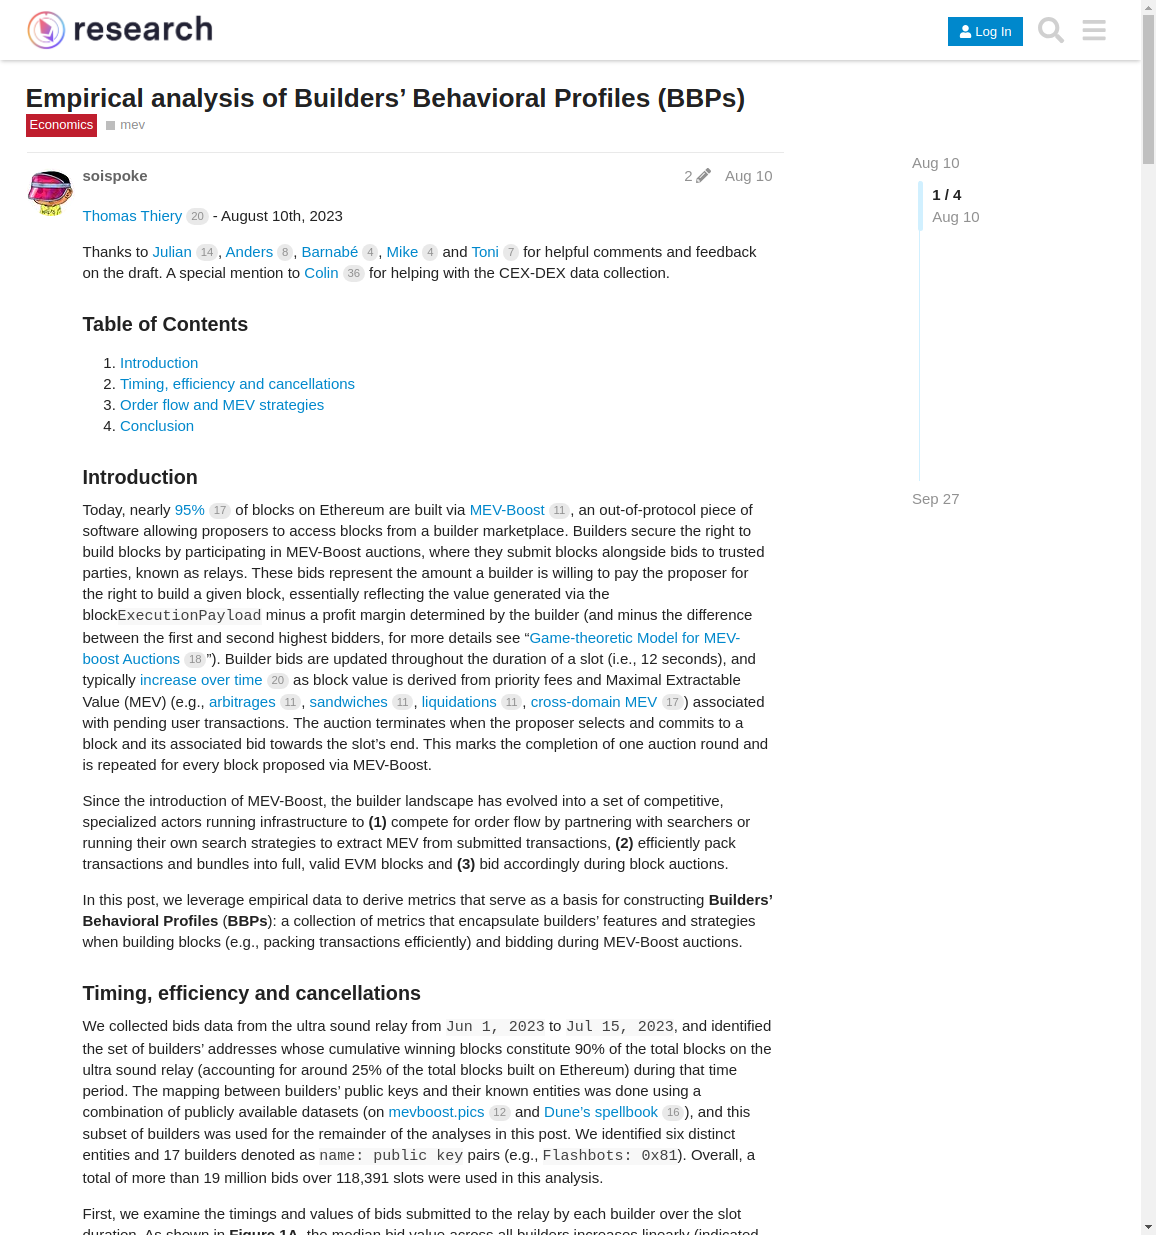 research
Log In
Empirical analysis of Builders’ Behavioral Profiles (BBPs)
Economics mev
soispoke 2 Aug 10
Thomas Thiery 20 - August 10th, 2023
Thanks to Julian 14 , Anders 8 , Barnabé 4 , Mike 4 and Toni 7 for helpful comments and feedback
on the draft. A special mention to Colin 36 for helping with the CEX-DEX data collection.
Table of Contents
1. Introduction
2. Timing, efficiency and cancellations
3. Order flow and MEV strategies
4. Conclusion
Introduction
Today, nearly 95% 17 of blocks on Ethereum are built via MEV-Boost 11 , an out-of-protocol piece of
software allowing proposers to access blocks from a builder marketplace. Builders secure the right to
build blocks by participating in MEV-Boost auctions, where they submit blocks alongside bids to trusted
parties, known as relays. These bids represent the amount a builder is willing to pay the proposer for
the right to build a given block, essentially reflecting the value generated via the
blockExecutionPayload minus a profit margin determined by the builder (and minus the difference
between the first and second highest bidders, for more details see “Game-theoretic Model for MEV-
boost Auctions 18 ”). Builder bids are updated throughout the duration of a slot (i.e., 12 seconds), and
typically increase over time 20 as block value is derived from priority fees and Maximal Extractable
Value (MEV) (e.g., arbitrages 11 , sandwiches 11 , liquidations 11 , cross-domain MEV 17 ) associated
with pending user transactions. The auction terminates when the proposer selects and commits to a
block and its associated bid towards the slot’s end. This marks the completion of one auction round and
is repeated for every block proposed via MEV-Boost.
Since the introduction of MEV-Boost, the builder landscape has evolved into a set of competitive,
specialized actors running infrastructure to (1) compete for order flow by partnering with searchers or
running their own search strategies to extract MEV from submitted transactions, (2) efficiently pack
transactions and bundles into full, valid EVM blocks and (3) bid accordingly during block auctions.
In this post, we leverage empirical data to derive metrics that serve as a basis for constructing Builders’
Behavioral Profiles (BBPs): a collection of metrics that encapsulate builders’ features and strategies
when building blocks (e.g., packing transactions efficiently) and bidding during MEV-Boost auctions.
Timing, efficiency and cancellations
We collected bids data from the ultra sound relay from Jun 1, 2023 to Jul 15, 2023, and identified
the set of builders’ addresses whose cumulative winning blocks constitute 90% of the total blocks on the
ultra sound relay (accounting for around 25% of the total blocks built on Ethereum) during that time
period. The mapping between builders’ public keys and their known entities was done using a
combination of publicly available datasets (on mevboost.pics 12 and Dune’s spellbook 16 ), and this
subset of builders was used for the remainder of the analyses in this post. We identified six distinct
entities and 17 builders denoted as name: public key pairs (e.g., Flashbots: 0x81). Overall, a
total of more than 19 million bids over 118,391 slots were used in this analysis.
First, we examine the timings and values of bids submitted to the relay by each builder over the slot
duration. As shown in Figure 1A, the median bid value across all builders increases linearly (indicated
Aug 10
1 / 4
Aug 10
Sep 27